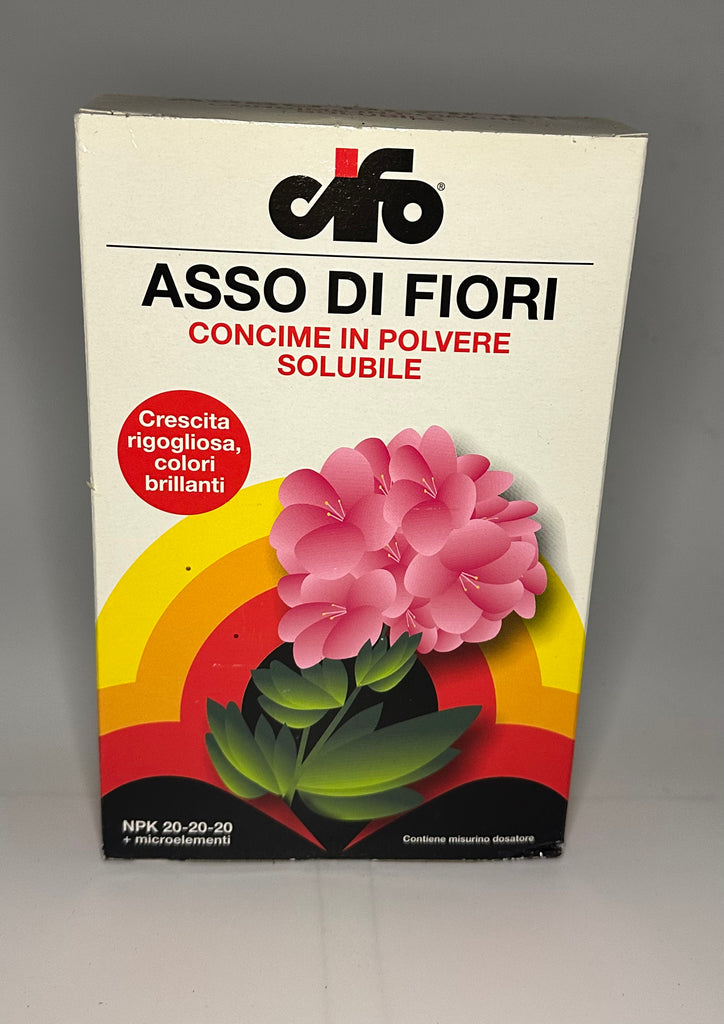 cifo®
ASSO DI FIORI
CONCIME IN POLVERE
SOLUBILE
Crescita
rigogliosa,
colori
brillanti
NPK 20-20-20
+ microelementi
Contiene misurino dosatore